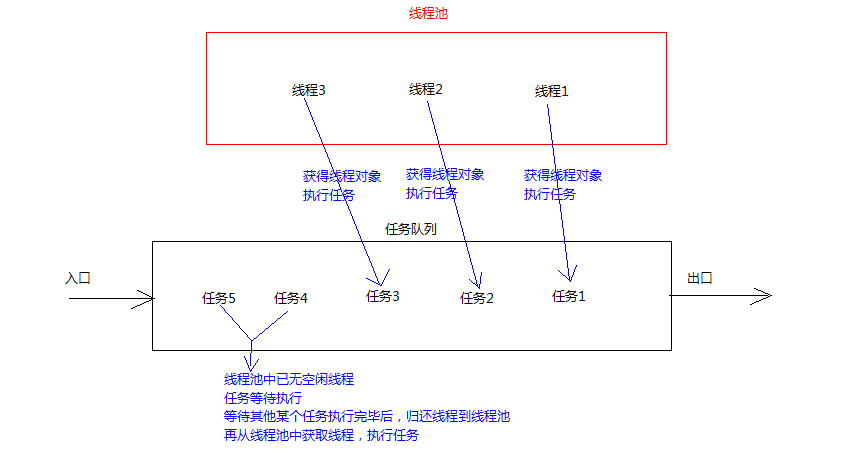 线程池
线程3
线程2
线程1
获得线程对象
执行任务
获得线程对象
执行任务
获得线程对象
执行任务
任务队列
入口
出口
任务5
任务4
任务3
任务2
任务1
线程池中已无空闲线程
任务等待执行
等待其他某个任务执行完毕后，归还线程到线程池
再从线程池中获取线程，执行任务